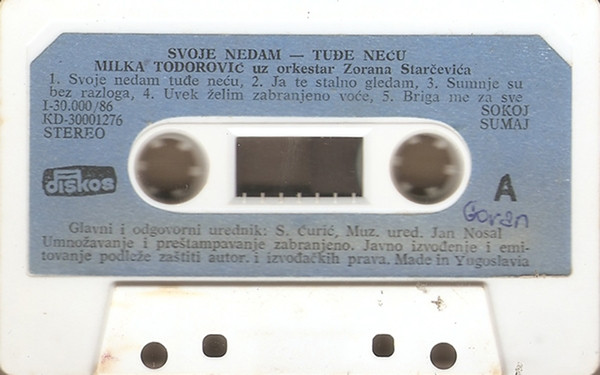 SVOJE NEDAM — TUĐE NEĆU
MILKA TODOROVIĆ uz orkestar Zorana Starčevića
1. Svoje nedam tuđe neću, 2. Ja te stalno gledam, 3. Sumnje su
bez razloga, 4. Uvek želim zabranjeno voće, 5. Briga me za sve
I-30.000/86
SOKOJ
KD-30001276
SUMAJ
STEREO
diskos
A
Goran
Glavni i odgovorni urednik: S. Ćurić, Muz. ured. Jan Nosal
Umnožavanje i preštampavanje zabranjeno. Javno izvođenje i emi-
tovanje podleže zaštiti autor. i izvođačkih prava. Made in Yugoslavia